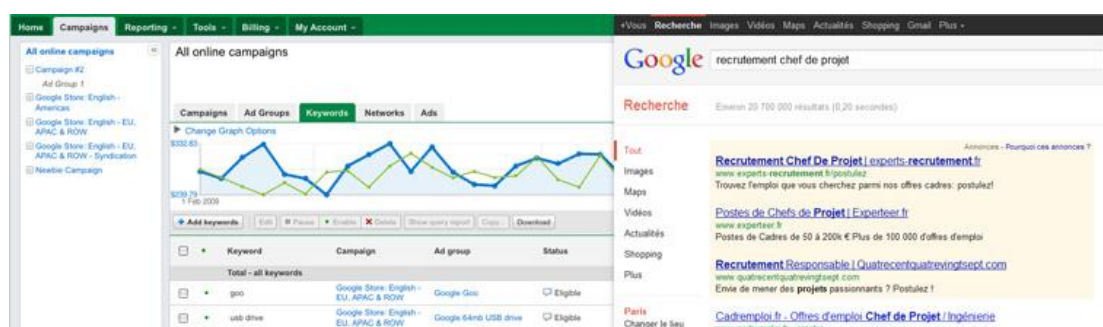 Home Campaigns Reporting Tools Billing My Account
All online campaigns
Campaign #2
Ad Group 1
Google Store: English -
Americas
Google Store: English - EU,
APAC & ROW
Google Store: English - EU,
APAC & ROW - Syndication
Newbie Campaign
All online campaigns
Campaigns Ad Groups Keywords Networks Ads
Change Graph Options
$332.83
$239.79
1 Feb 2009
Add keywords Edit Pause Enable Delete Show query report Copy... Download
Keyword Campaign Ad group Status
Total - all keywords
goo Google Store: English - EU, APAC & ROW Google Goo Eligible
usb drive Google Store: English - EU, APAC & ROW Google 64mb USB drive Eligible
+Vous Recherche Images Vidéos Maps Actualités Shopping Gmail Plus
Google recrutement chef de projet
Recherche Environ 20 700 000 résultats (0,20 secondes)
Tout
Images
Maps
Vidéos
Actualités
Shopping
Plus
Paris
Changer le lieu
Annonces - Pourquoi ces annonces ?
Recrutement Chef De Projet | experts-recrutement.fr
www.experts-recrutement.fr/postulez
Trouvez l'emploi que vous cherchez parmi nos offres cadres: postulez!
Postes de Chefs de Projet | Experteer.fr
www.experteer.fr
Postes de Cadres de 50 à 200k € Plus de 100 000 d'offres d'emploi
Recrutement Responsable | Quatrecentquatrevingtsept.com
www.quatrecentquatrevingtsept.com
Envie de mener des projets passionnants ? Postulez !
Cadremploi.fr - Offres d'emploi Chef de Projet / Ingénierie